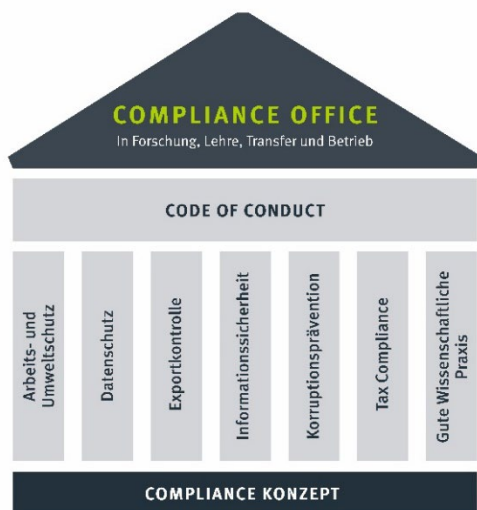 COMPLIANCE OFFICE
In Forschung, Lehre, Transfer und Betrieb
CODE OF CONDUCT
Arbeits- und
Umweltschutz
Datenschutz
Exportkontrolle
Informationssicherheit
Korruptionsprävention
Tax Compliance
Gute Wissenschaftliche
Praxis
COMPLIANCE KONZEPT